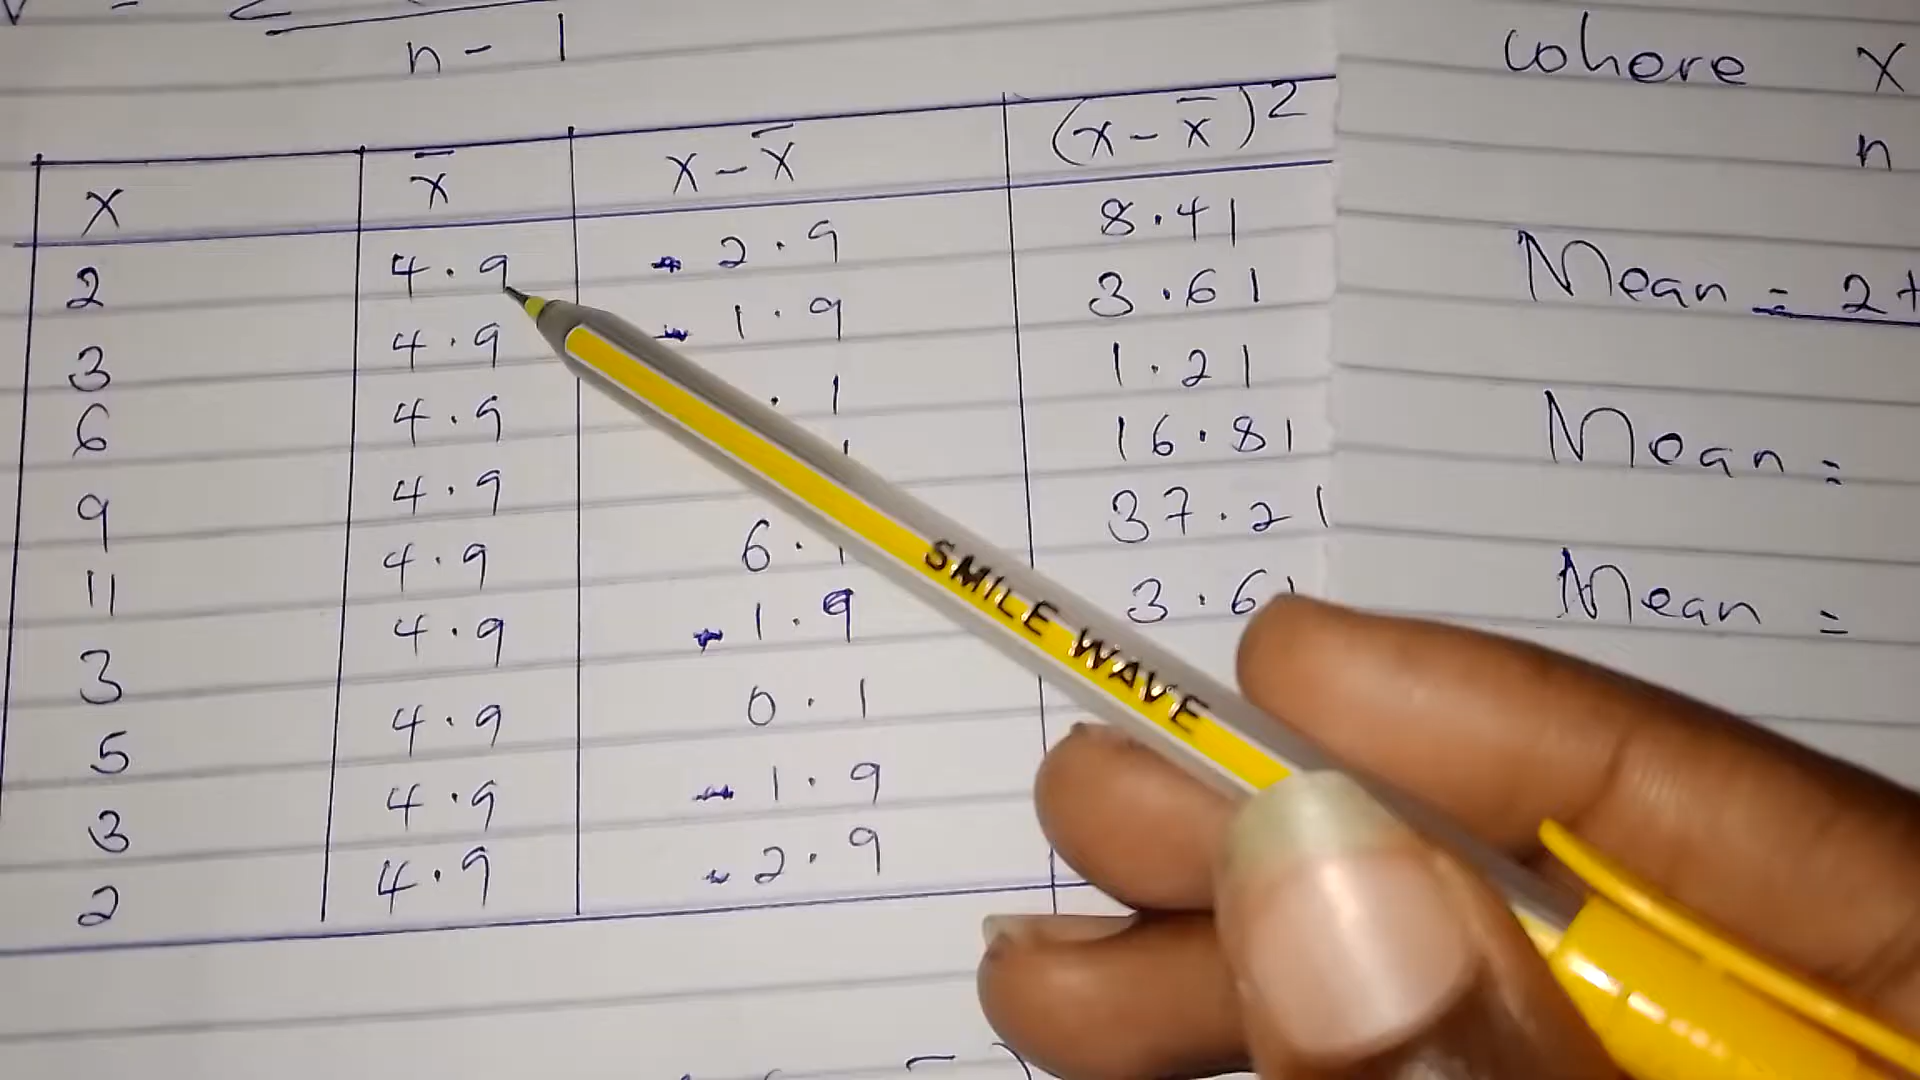 n - 1
x x̄ x - x̄ (x - x̄)2
2 4.9 - 2.9 8.41
3 4.9 - 1.9 3.61
6 4.9 .1 1.21
9 4.9 16.81
11 4.9 6.1 37.21
3 4.9 - 1.9 3.61
5 4.9 0.1
3 4.9 - 1.9
2 4.9 - 2.9
where x
n
Mean = 2+
Mean =
Mean =
SMILE WAVE